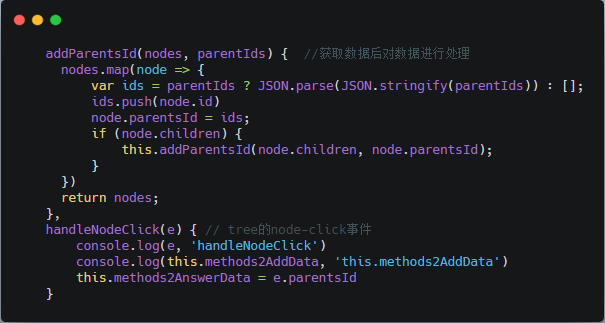 addParentsId(nodes, parentIds) {  //获取数据后对数据进行处理
  nodes.map(node => {
      var ids = parentIds ? JSON.parse(JSON.stringify(parentIds)) : [];
      ids.push(node.id)
      node.parentsId = ids;
      if (node.children) {
          this.addParentsId(node.children, node.parentsId);
      }
  })
  return nodes;
},
handleNodeClick(e) { // tree的node-click事件
    console.log(e, 'handleNodeClick')
    console.log(this.methods2AddData, 'this.methods2AddData')
    this.methods2AnswerData = e.parentsId
}